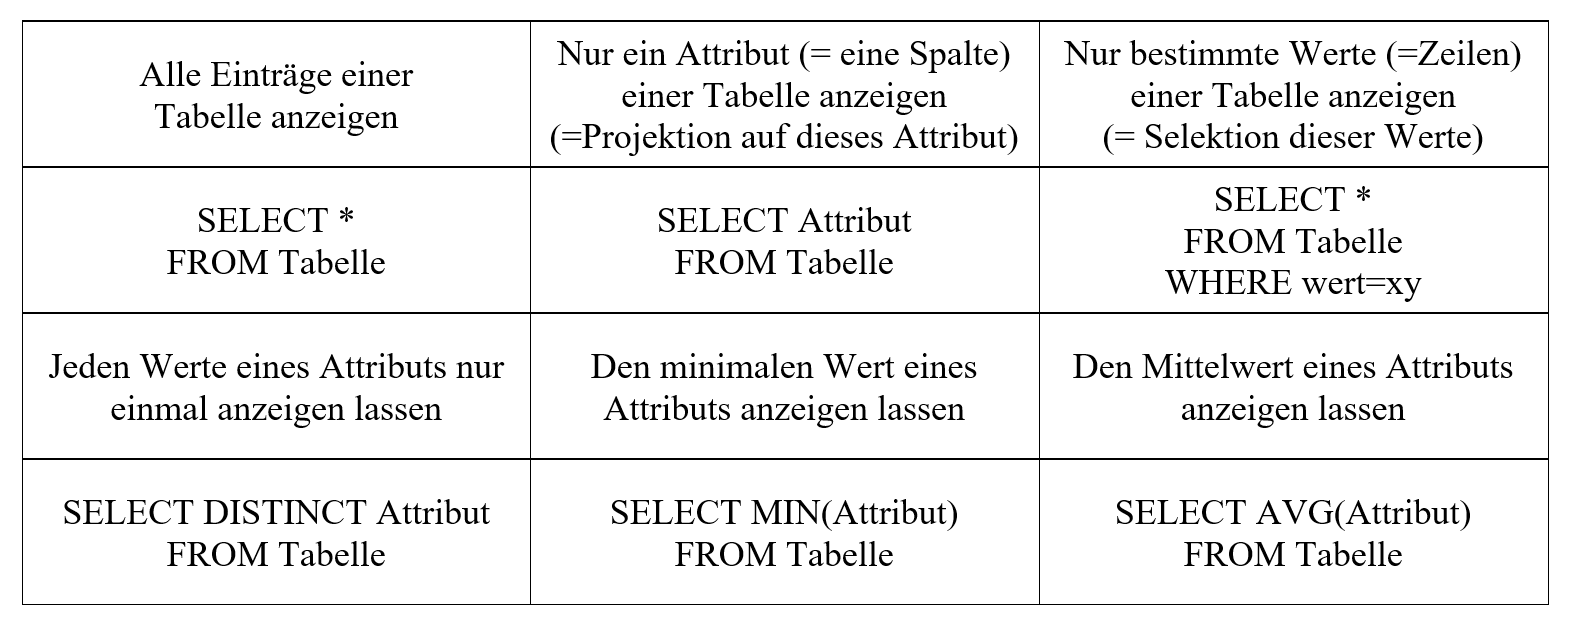 Alle Einträge einer
Tabelle anzeigen
Nur ein Attribut (= eine Spalte)
einer Tabelle anzeigen
(=Projektion auf dieses Attribut)
Nur bestimmte Werte (=Zeilen)
einer Tabelle anzeigen
(= Selektion dieser Werte)
SELECT *
FROM Tabelle
SELECT Attribut
FROM Tabelle
SELECT *
FROM Tabelle
WHERE wert=xy
Jeden Werte eines Attributs nur
einmal anzeigen lassen
Den minimalen Wert eines
Attributs anzeigen lassen
Den Mittelwert eines Attributs
anzeigen lassen
SELECT DISTINCT Attribut
FROM Tabelle
SELECT MIN(Attribut)
FROM Tabelle
SELECT AVG(Attribut)
FROM Tabelle